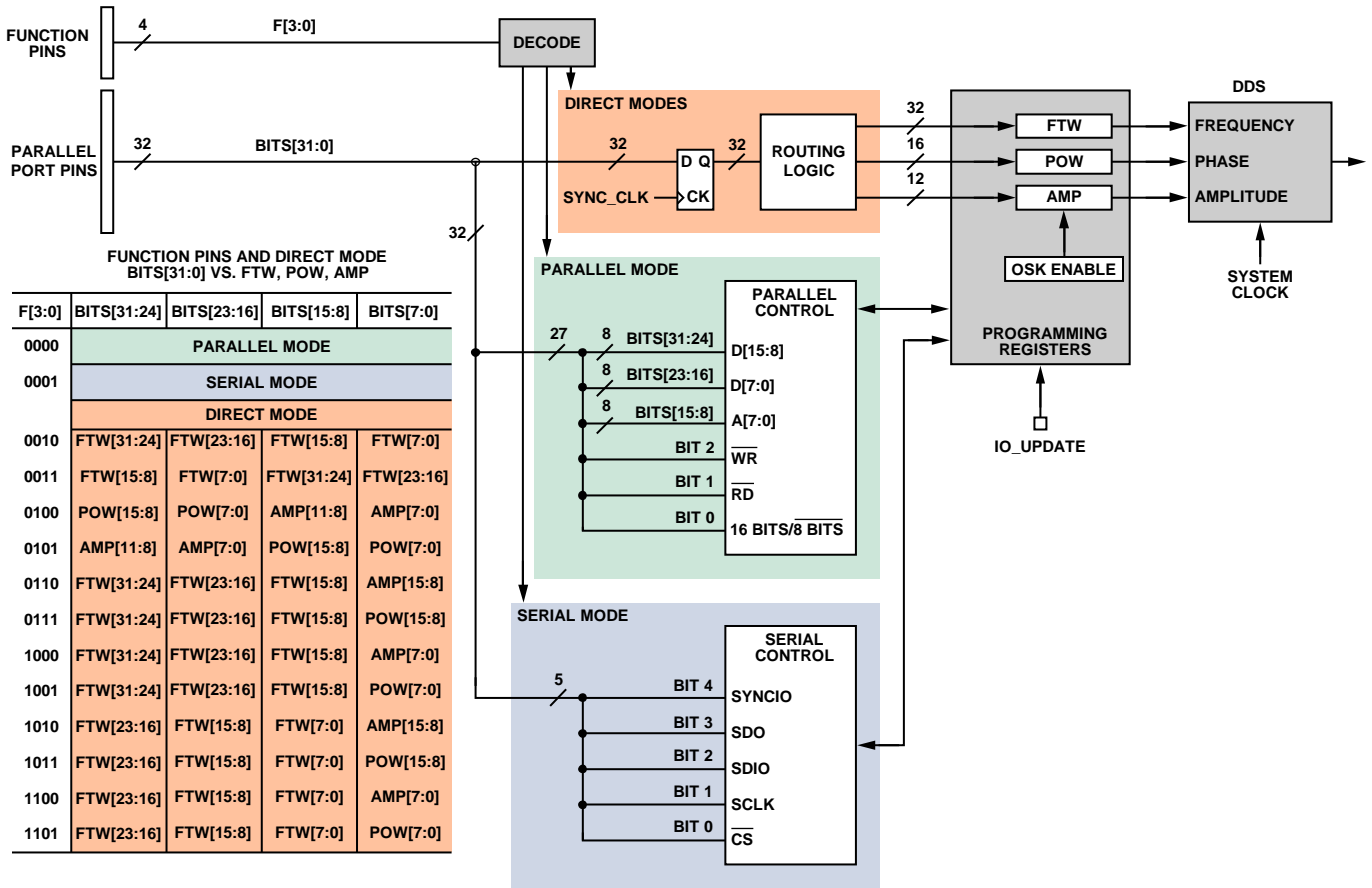 FUNCTION
PINS
4
F[3:0]
DECODE
PARALLEL
PORT PINS
32
BITS[31:0]
32
DIRECT MODES
32
D Q
CK
SYNC_CLK
32
ROUTING
LOGIC
32
16
12
FTW
POW
AMP
OSK ENABLE
PROGRAMMING
REGISTERS
IO_UPDATE
DDS
FREQUENCY
PHASE
AMPLITUDE
SYSTEM
CLOCK
FUNCTION PINS AND DIRECT MODE
BITS[31:0] VS. FTW, POW, AMP
F[3:0] BITS[31:24] BITS[23:16] BITS[15:8] BITS[7:0]
0000 PARALLEL MODE
0001 SERIAL MODE
DIRECT MODE
0010 FTW[31:24] FTW[23:16] FTW[15:8] FTW[7:0]
0011 FTW[15:8] FTW[7:0] FTW[31:24] FTW[23:16]
0100 POW[15:8] POW[7:0] AMP[11:8] AMP[7:0]
0101 AMP[11:8] AMP[7:0] POW[15:8] POW[7:0]
0110 FTW[31:24] FTW[23:16] FTW[15:8] AMP[15:8]
0111 FTW[31:24] FTW[23:16] FTW[15:8] POW[15:8]
1000 FTW[31:24] FTW[23:16] FTW[15:8] AMP[7:0]
1001 FTW[31:24] FTW[23:16] FTW[15:8] POW[7:0]
1010 FTW[23:16] FTW[15:8] FTW[7:0] AMP[15:8]
1011 FTW[23:16] FTW[15:8] FTW[7:0] POW[15:8]
1100 FTW[23:16] FTW[15:8] FTW[7:0] AMP[7:0]
1101 FTW[23:16] FTW[15:8] FTW[7:0] POW[7:0]
PARALLEL MODE
PARALLEL
CONTROL
27
8 BITS[31:24] D[15:8]
8 BITS[23:16] D[7:0]
8 BITS[15:8] A[7:0]
BIT 2 WR
BIT 1 RD
BIT 0 16 BITS/8 BITS
SERIAL MODE
SERIAL
CONTROL
5
BIT 4 SYNCIO
BIT 3 SDO
BIT 2 SDIO
BIT 1 SCLK
BIT 0 CS